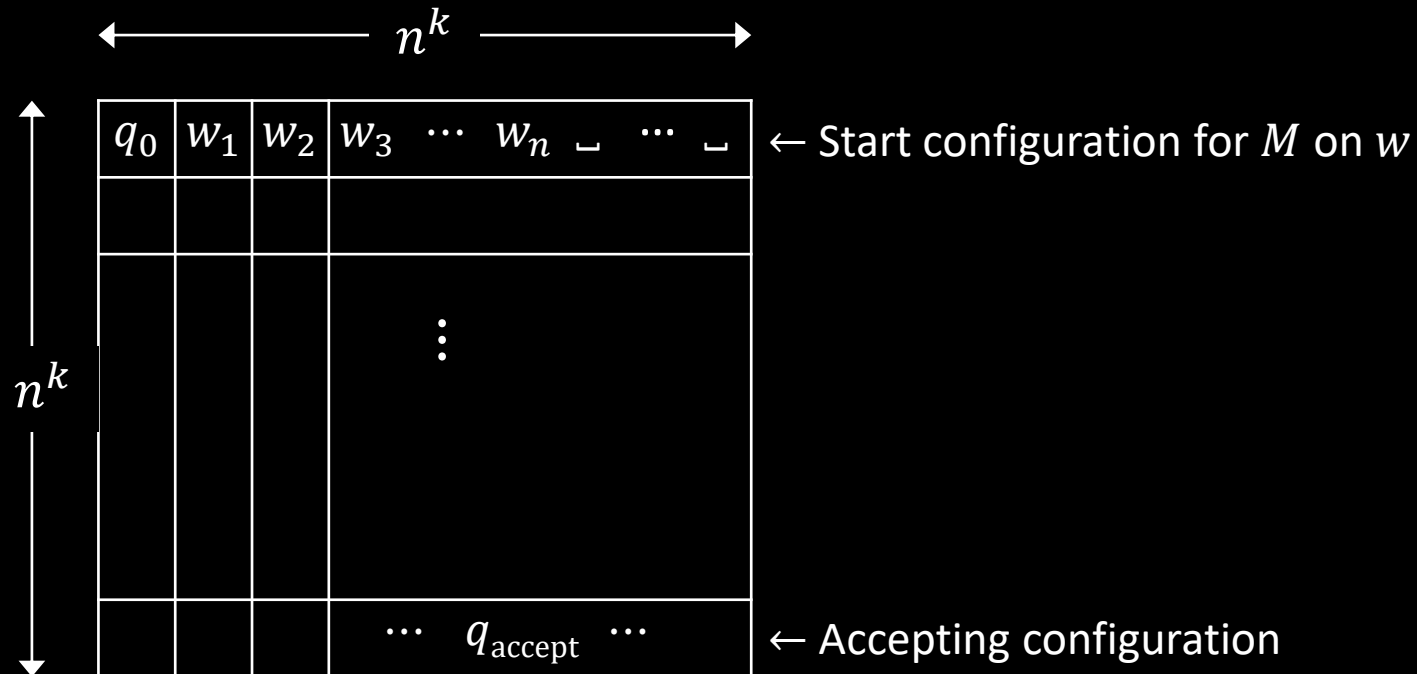 n^k
q_0 w_1 w_2 w_3 ⋯ w_n ␣ ⋯ ␣ ← Start configuration for M on w
⋮
n^k
⋯ q_accept ⋯ ← Accepting configuration